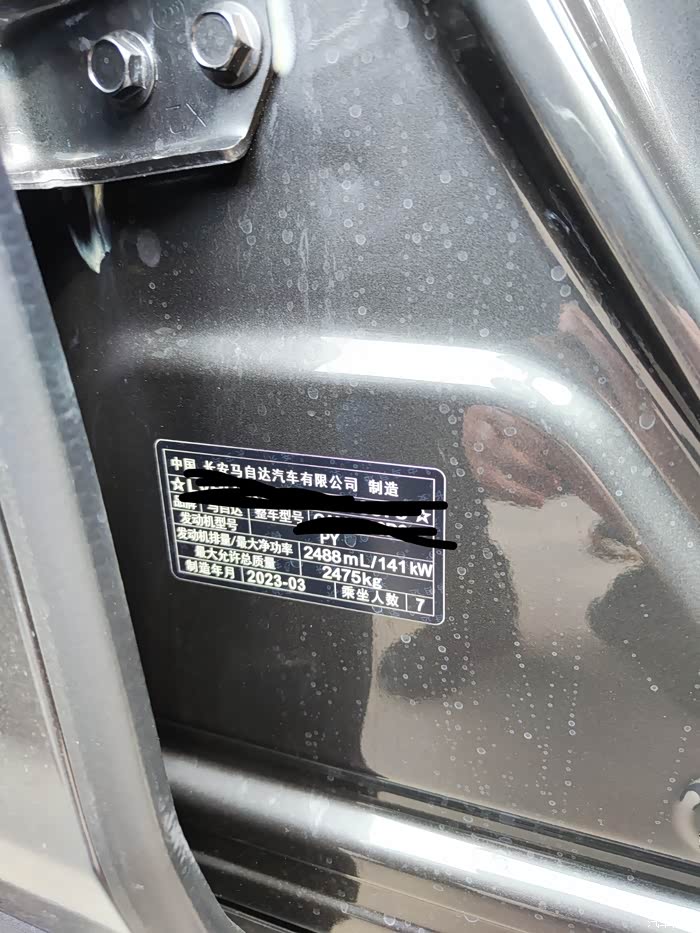 中国 长安马自达汽车有限公司 制造
品牌 马自达 整车型号
发动机型号 PY
发动机排量/最大净功率 2488mL/141kW
最大允许总质量 2475kg
制造年月 2023-03 乘坐人数 7